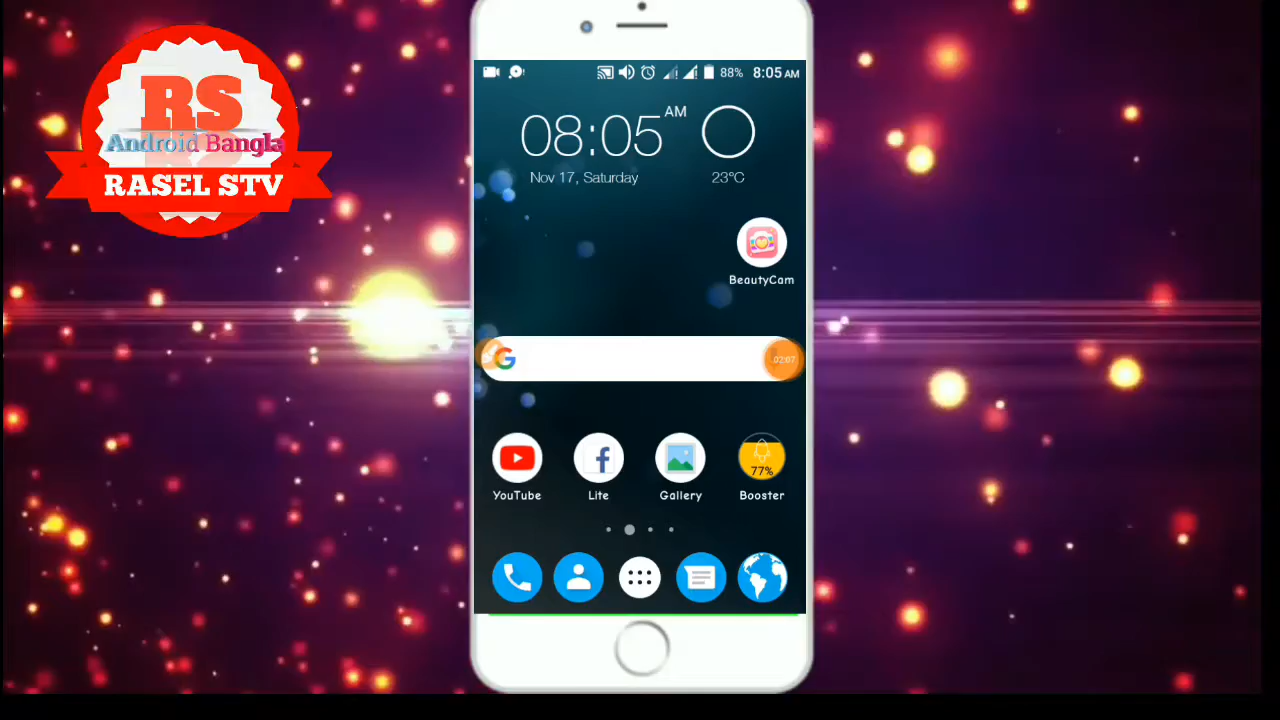 RS
Android Bangla
RASEL STV
88% 8:05 AM
08:05 AM
Nov 17, Saturday
23°C
BeautyCam
02:07
77%
YouTube
Lite
Gallery
Booster